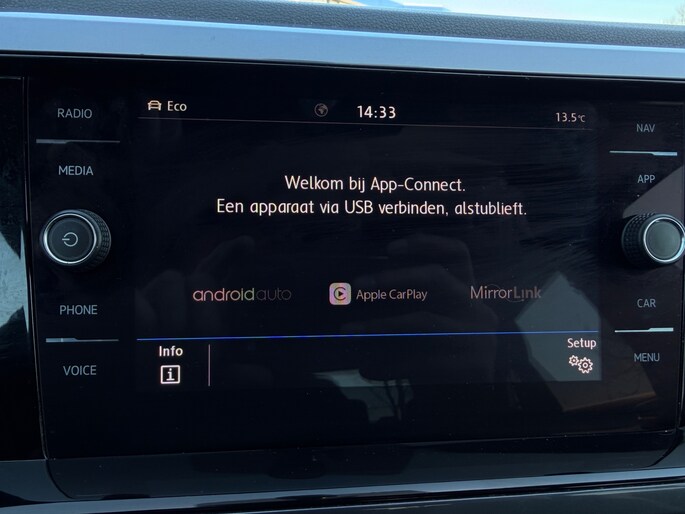 RADIO
MEDIA
PHONE
VOICE
Eco
14:33
13.5°C
Welkom bij App-Connect.
Een apparaat via USB verbinden, alstublieft.
androidauto
Apple CarPlay
MirrorLink
Info
i
Setup
NAV
APP
CAR
MENU